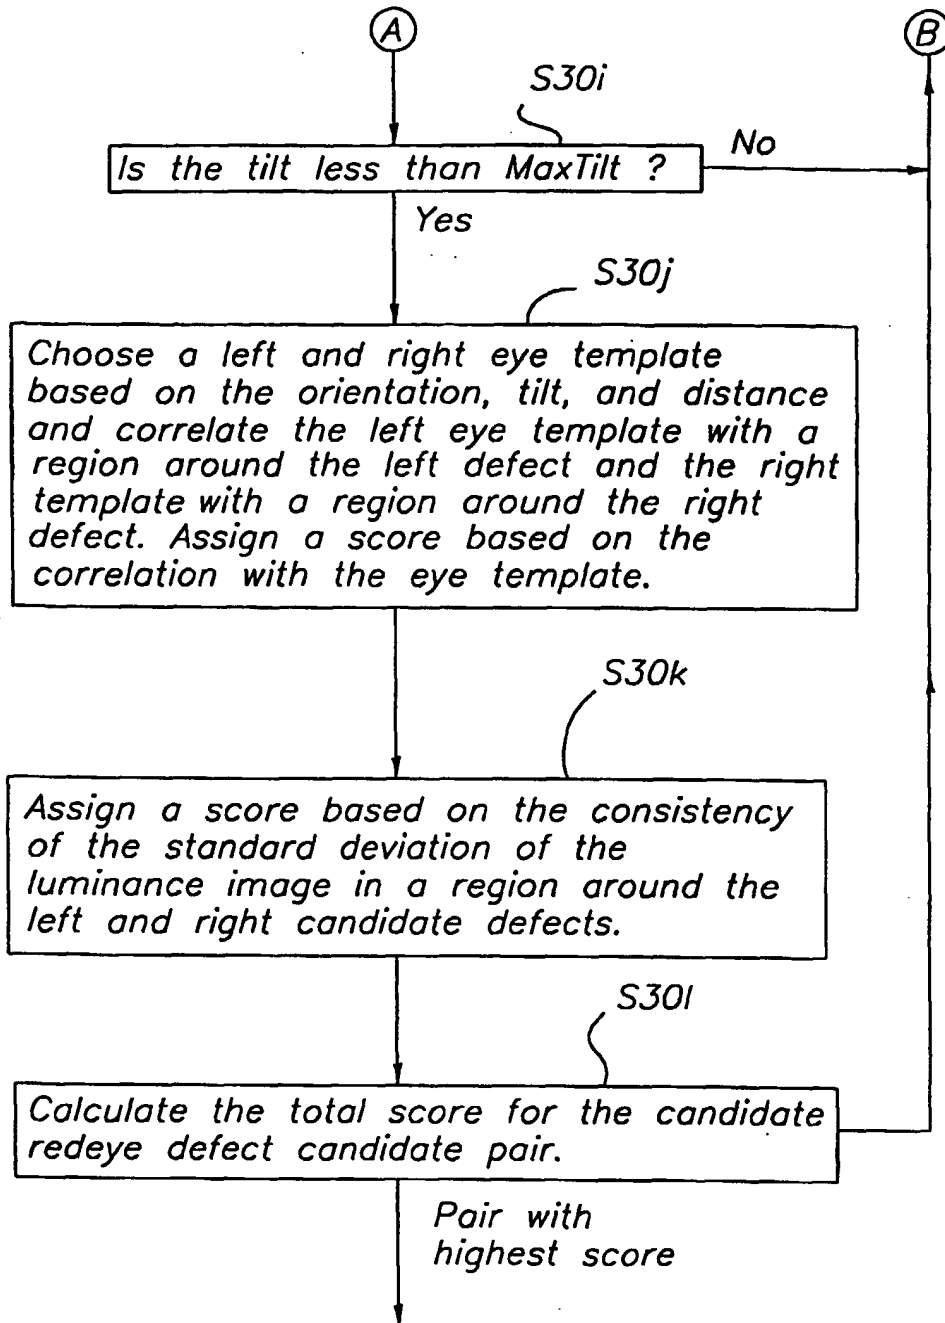 A
B
S30i
Is the tilt less than MaxTilt ?
No
Yes
S30j
Choose a left and right eye template
based on the orientation, tilt, and distance
and correlate the left eye template with a
region around the left defect and the right
template with a region around the right
defect. Assign a score based on the
correlation with the eye template.
S30k
Assign a score based on the consistency
of the standard deviation of the
luminance image in a region around the
left and right candidate defects.
S30l
Calculate the total score for the candidate
redeye defect candidate pair.
Pair with
highest score